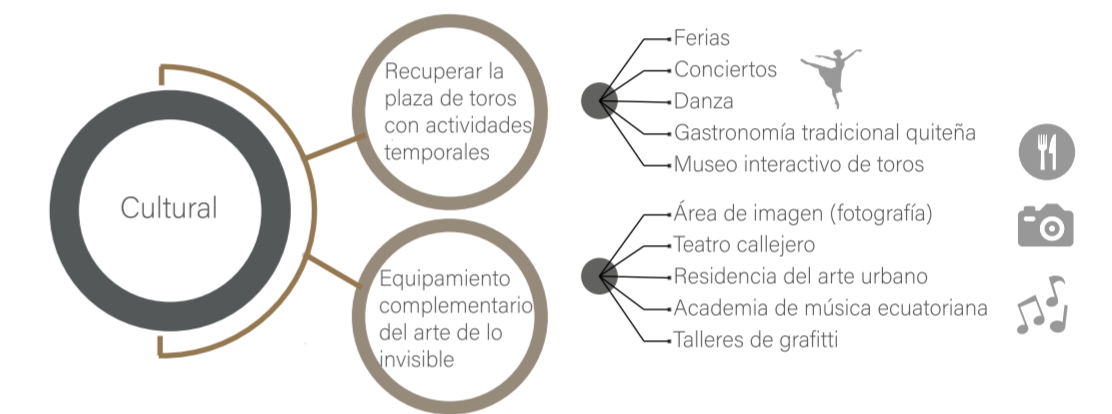 Cultural
Recuperar la
plaza de toros
con actividades
temporales
Ferias
Conciertos
Danza
Gastronomía tradicional quiteña
Museo interactivo de toros
Equipamiento
complementario
del arte de lo
invisible
Área de imagen (fotografía)
Teatro callejero
Residencia del arte urbano
Academia de música ecuatoriana
Talleres de grafitti